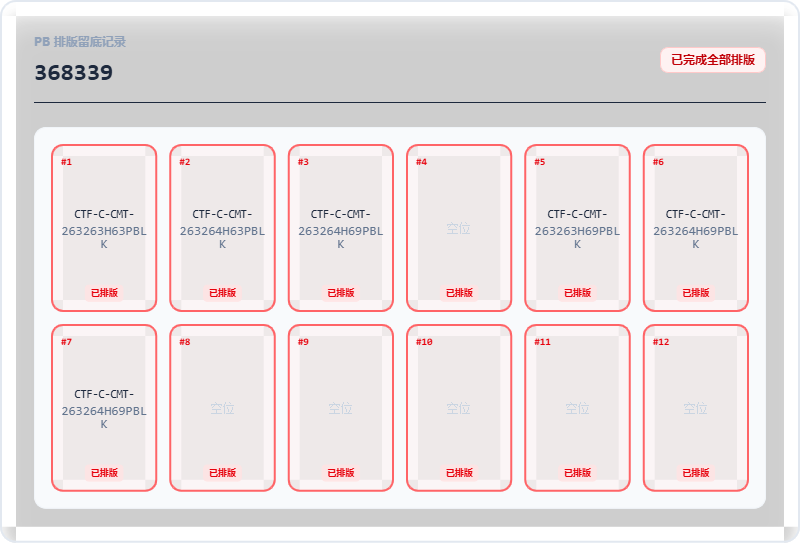 PB 排版留底记录
368339
已完成全部排版
#1
CTF-C-CMT-
263263H63PBL
K
已排版
#2
CTF-C-CMT-
263264H63PBL
K
已排版
#3
CTF-C-CMT-
263264H69PBL
K
已排版
#4
空位
已排版
#5
CTF-C-CMT-
263263H69PBL
K
已排版
#6
CTF-C-CMT-
263264H69PBL
K
已排版
#7
CTF-C-CMT-
263264H69PBL
K
已排版
#8
空位
已排版
#9
空位
已排版
#10
空位
已排版
#11
空位
已排版
#12
空位
已排版